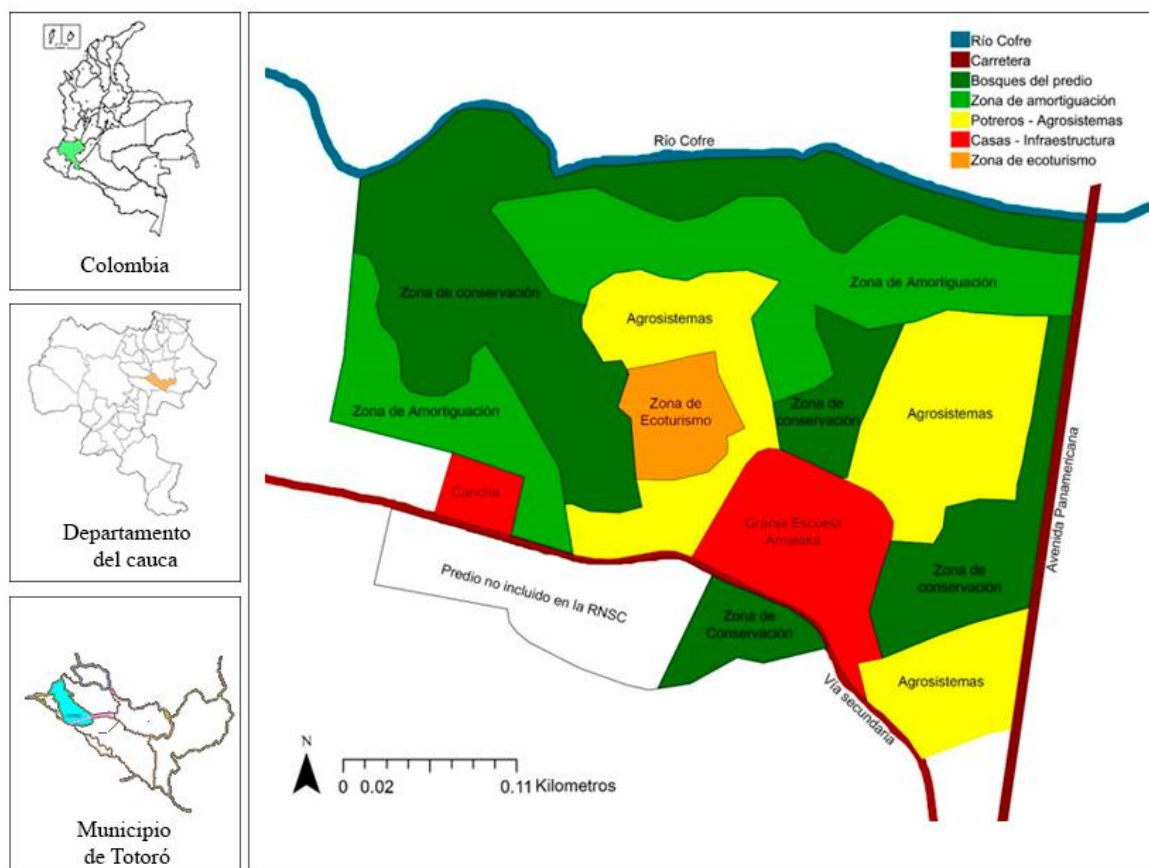 Colombia
Departamento
del cauca
Municipio
de Totoró
Río Cofre
Carretera
Bosques del predio
Zona de amortiguación
Potreros - Agrosistemas
Casas - Infraestructura
Zona de ecoturismo
Río Cofre
Zona de conservación
Zona de Amortiguación
Agrosistemas
Zona de Amortiguación
Zona de
Ecoturismo
Zona de
conservación
Agrosistemas
Cancha
Granja Escuela
Amalaka
Avenida Panamericana
Predio no incluido en la RNSC
Zona de
Conservación
Zona de
conservación
Agrosistemas
Vía secundaria
N
0 0.02 0.11 Kilometros